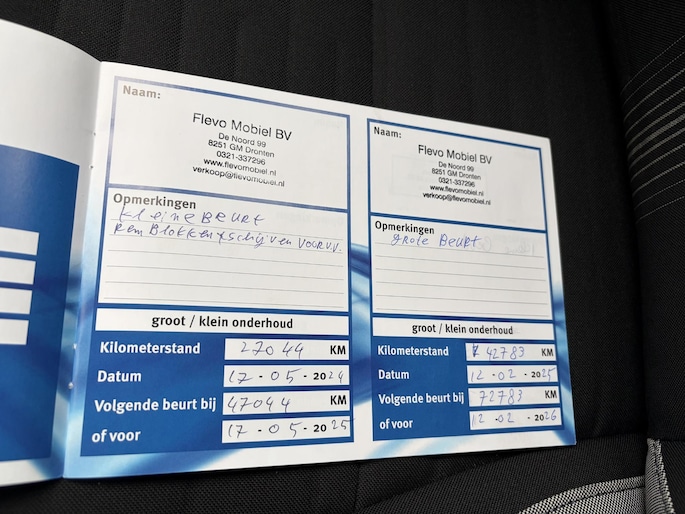 Naam:
Flevo Mobiel BV
De Noord 99
8251 GM Dronten
0321-337296
www.flevomobiel.nl
verkoop@flevomobiel.nl
Opmerkingen
kleine BEURT
remBlokken + schijven VOOR V.V.
groot / klein onderhoud
Kilometerstand 27044 KM
Datum 17 - 05 - 2024
Volgende beurt bij 47044 KM
of voor 17 - 05 - 2025
Naam:
Flevo Mobiel BV
De Noord 99
8251 GM Dronten
0321-337296
www.flevomobiel.nl
verkoop@flevomobiel.nl
Opmerkingen
grote Beurt
groot / klein onderhoud
Kilometerstand 42783 KM
Datum 12 - 02 - 2025
Volgende beurt bij 72783 KM
of voor 12 - 02 - 2026